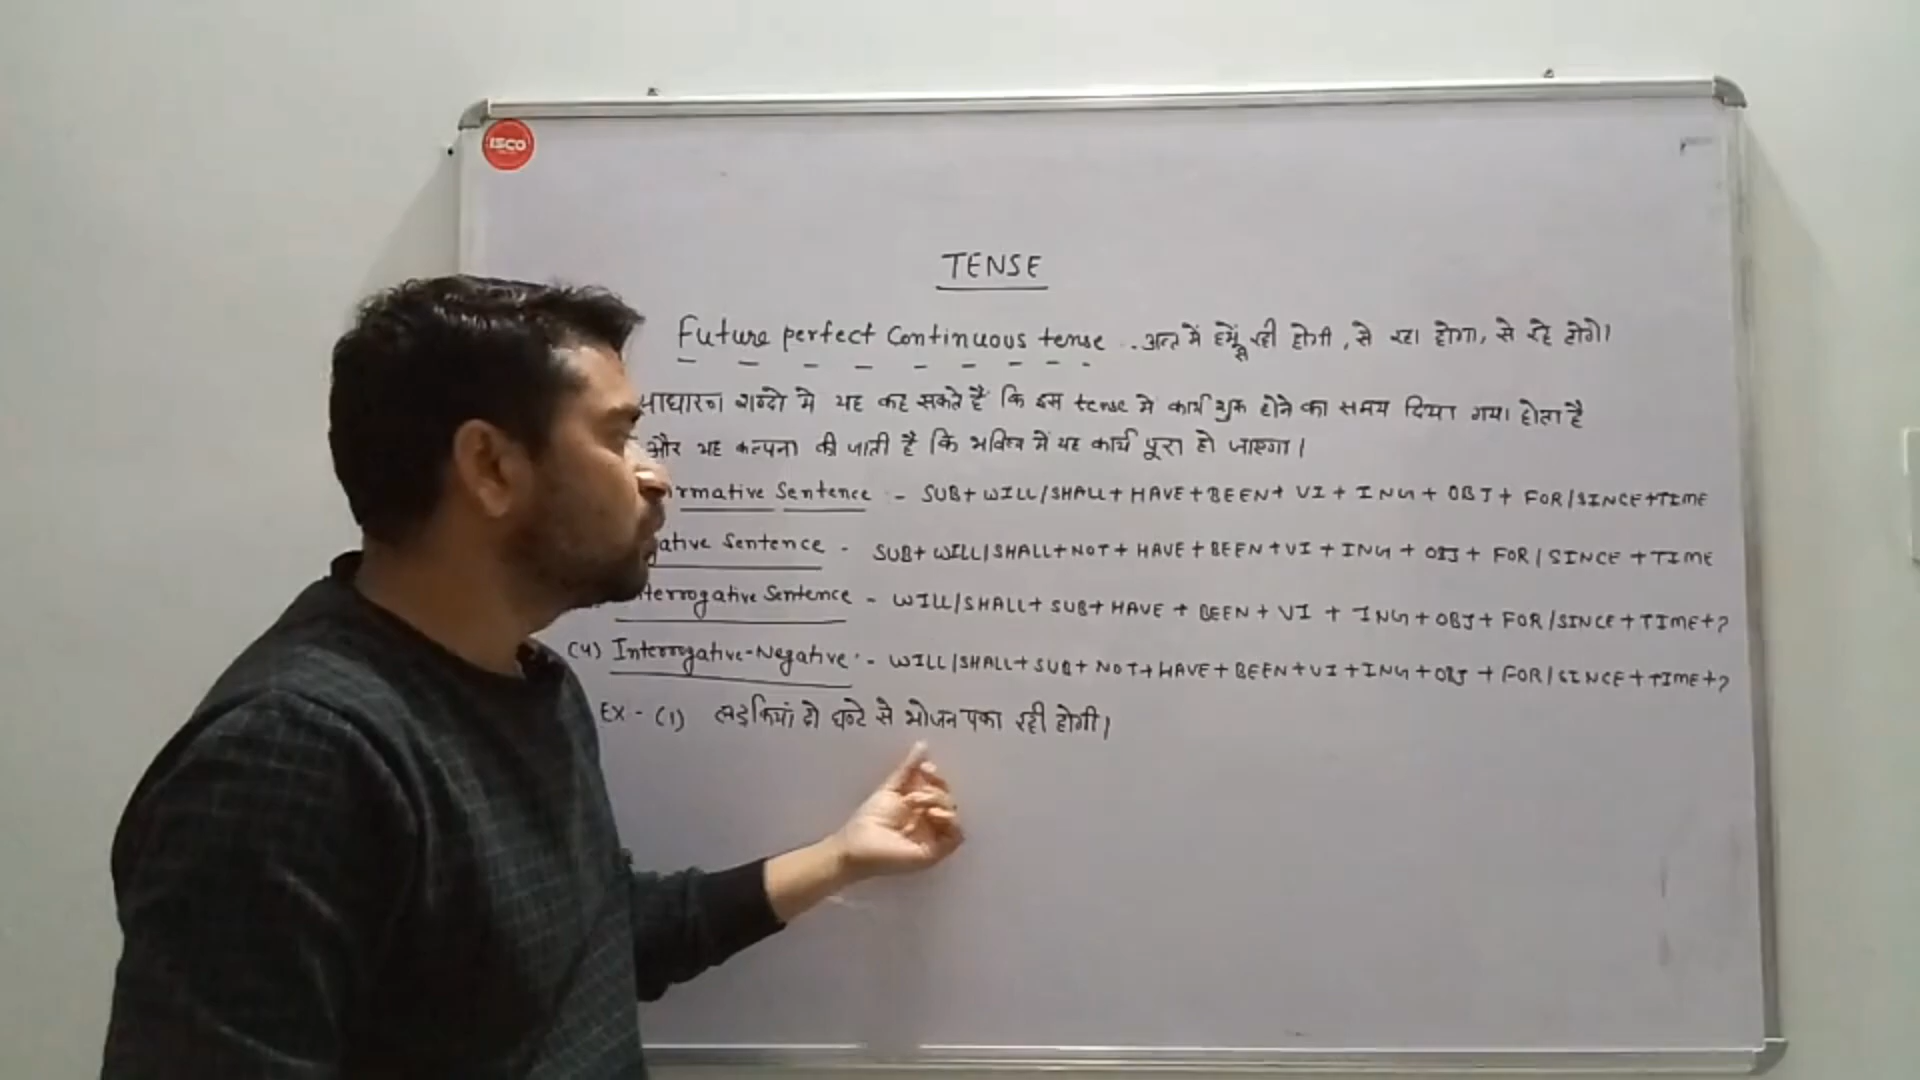 ISCO
TENSE
Future perfect Continuous tense .. अन्त में हमें से रही होगी, से रहा होगा, से रहे होंगे।
साधारण शब्दो मे यह कह सकते है कि इस tense मे कार्य शुरू होने का समय दिया गया होता है
और यह कल्पना की जाती है कि भविष्य में यह कार्य पूरा हो जाएगा।
rmative Sentence :- SUB+ WILL/SHALL+ HAVE+BEEN+ VI + ING+ OBJ+ FOR/SINCE+TIME
gative Sentence - SUB+ WILL/SHALL+NOT+ HAVE+BEEN+VI + ING + OBJ+ FOR/SINCE +TIME
terrogative Sentence - WILL/SHALL+ SUB+ HAVE + BEEN+ VI + ING+OBJ+ FOR/SINCE+TIME+?
(4) Interrogative-Negative - WILL/SHALL+ SUB+ NOT+HAVE+BEEN+VI+ING+OBJ + FOR/SINCE+TIME+?
EX - (1) लड़कियां दो घण्टे से भोजन पका रही होगी।